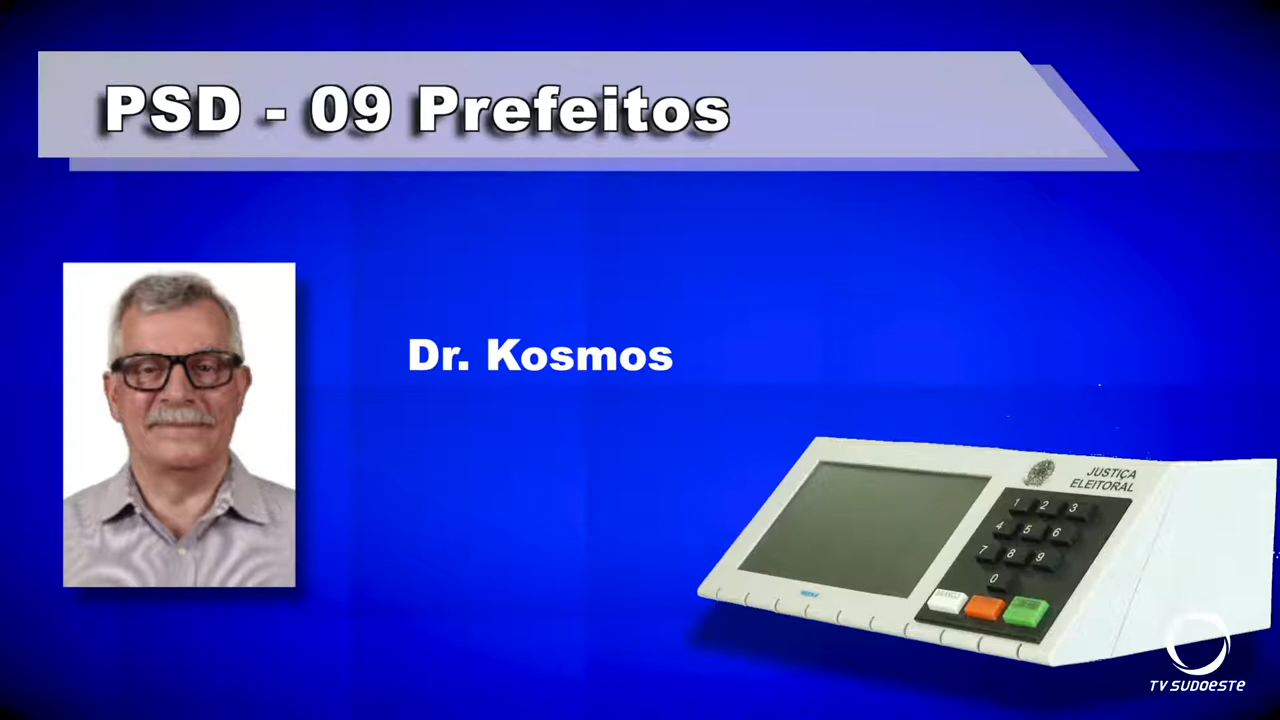 PSD - 09 Prefeitos
Dr. Kosmos
JUSTIÇA
ELEITORAL
1 2 3
4 5 6
7 8 9
0
BRANCO
TV SUDOESTE